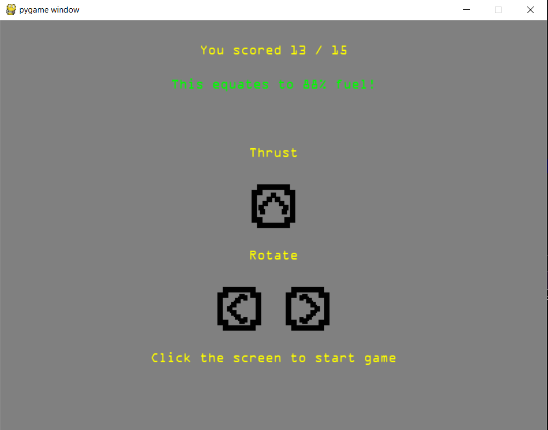 pygame window
You scored 13 / 15
This equates to 88% fuel!
Thrust
Rotate
Click the screen to start game